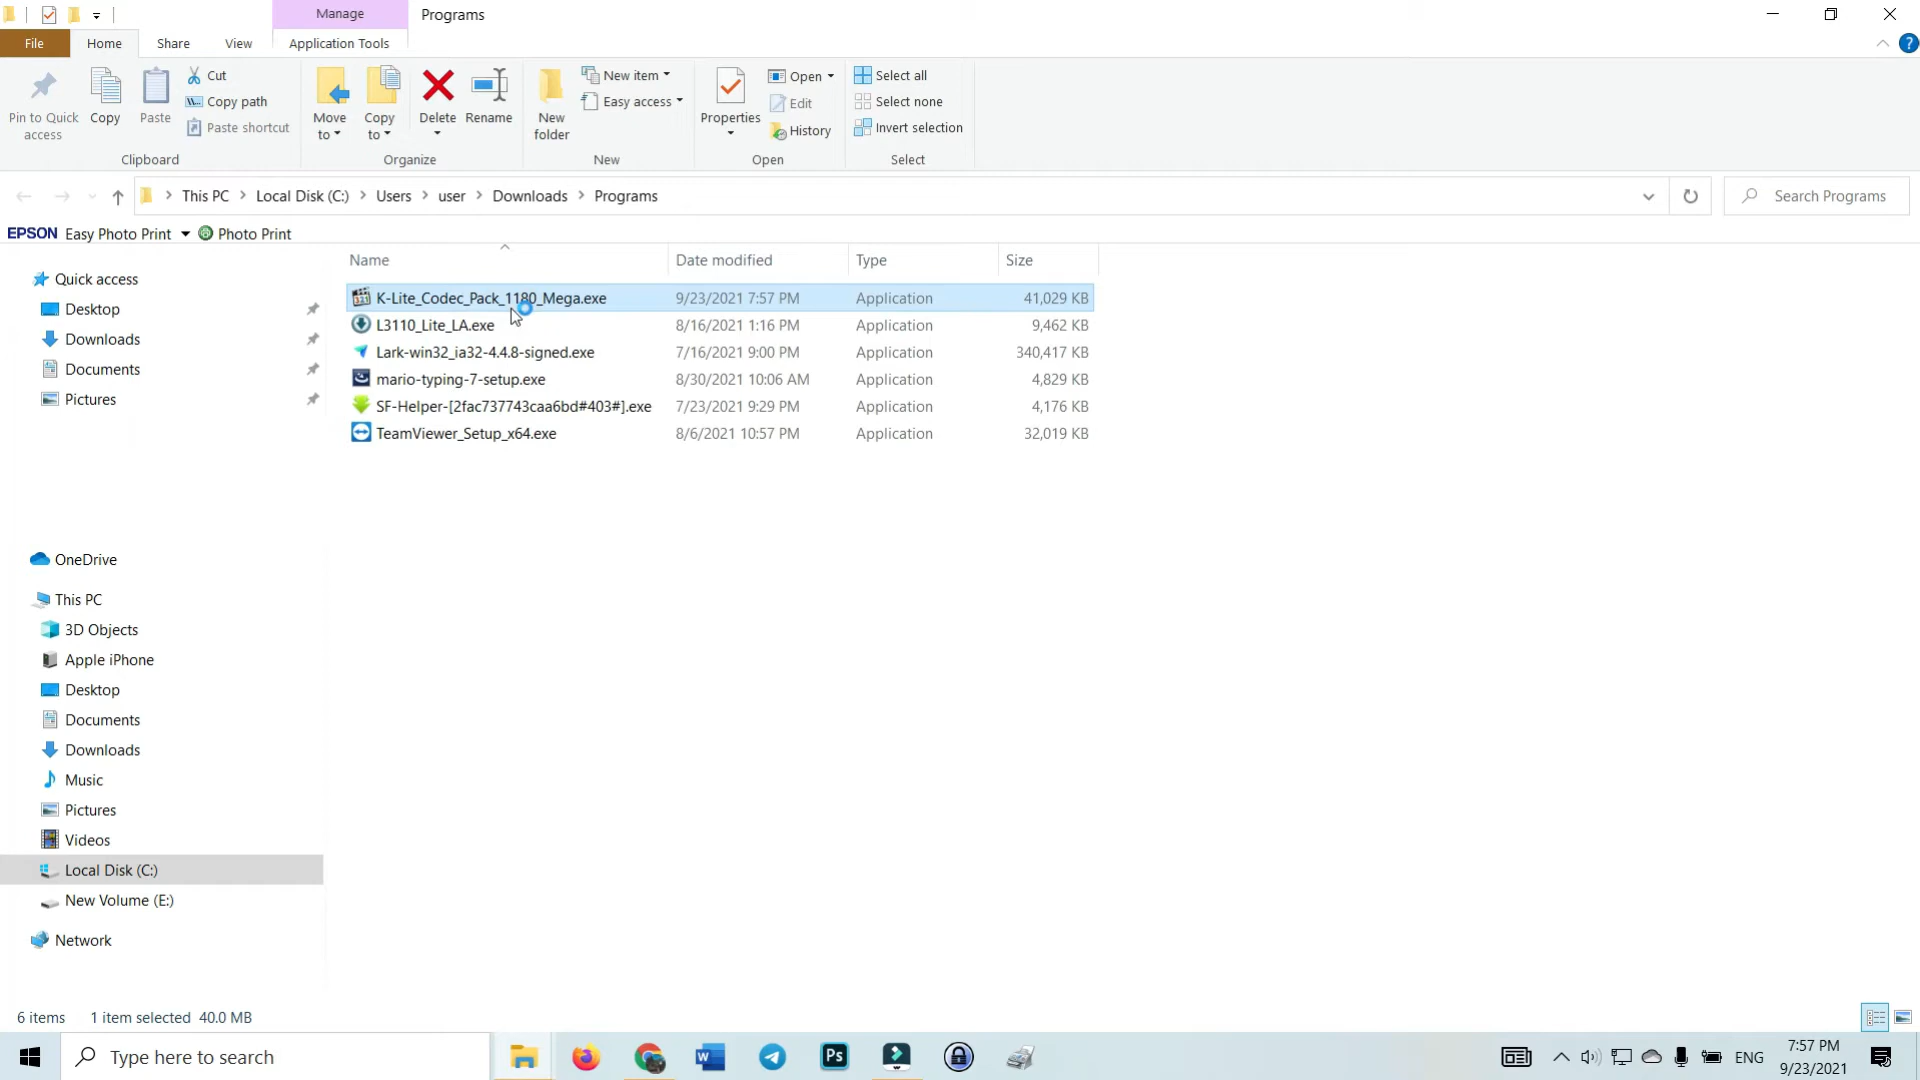 Manage
Programs
File
Home
Share
View
Application Tools
Pin to Quick access
Copy
Paste
Cut
Copy path
Paste shortcut
Clipboard
Move to
Copy to
Delete
Rename
Organize
New folder
New item
Easy access
New
Properties
Open
Edit
History
Open
Select all
Select none
Invert selection
Select
This PC > Local Disk (C:) > Users > user > Downloads > Programs
Search Programs
EPSON Easy Photo Print Photo Print
Name Date modified Type Size
K-Lite_Codec_Pack_1180_Mega.exe 9/23/2021 7:57 PM Application 41,029 KB
L3110_Lite_LA.exe 8/16/2021 1:16 PM Application 9,462 KB
Lark-win32_ia32-4.4.8-signed.exe 7/16/2021 9:00 PM Application 340,417 KB
mario-typing-7-setup.exe 8/30/2021 10:06 AM Application 4,829 KB
SF-Helper-[2fac737743caa6bd#403#].exe 7/23/2021 9:29 PM Application 4,176 KB
TeamViewer_Setup_x64.exe 8/6/2021 10:57 PM Application 32,019 KB
Quick access
Desktop
Downloads
Documents
Pictures
OneDrive
This PC
3D Objects
Apple iPhone
Desktop
Documents
Downloads
Music
Pictures
Videos
Local Disk (C:)
New Volume (E:)
Network
6 items 1 item selected 40.0 MB
Type here to search
W
Ps
ENG
7:57 PM
9/23/2021